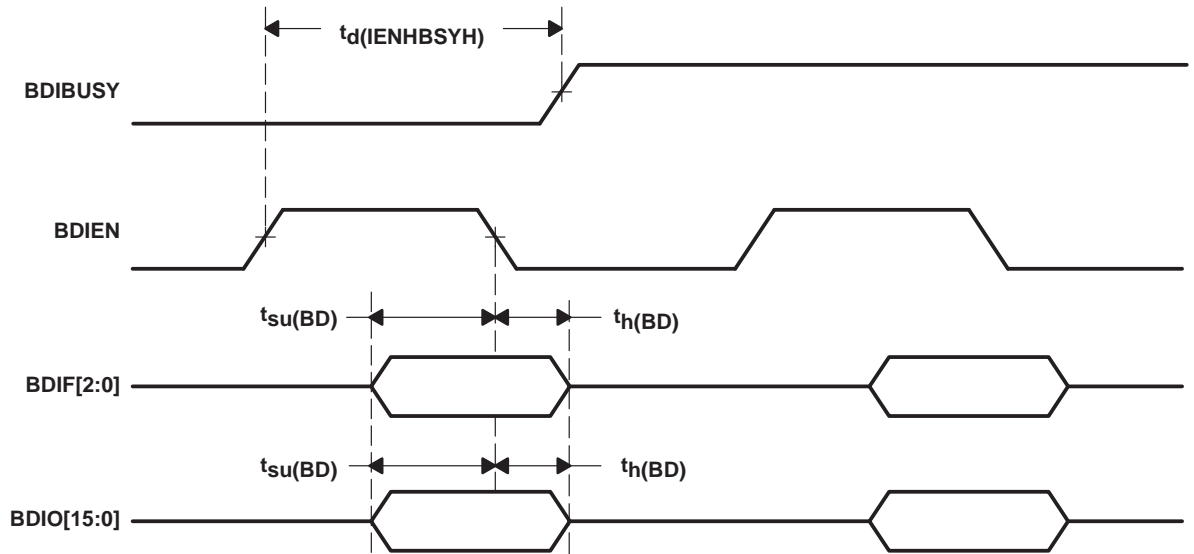 td(IENHBSYH)
BDIBUSY
BDIEN
tsu(BD)
th(BD)
BDIF[2:0]
tsu(BD)
th(BD)
BDIO[15:0]